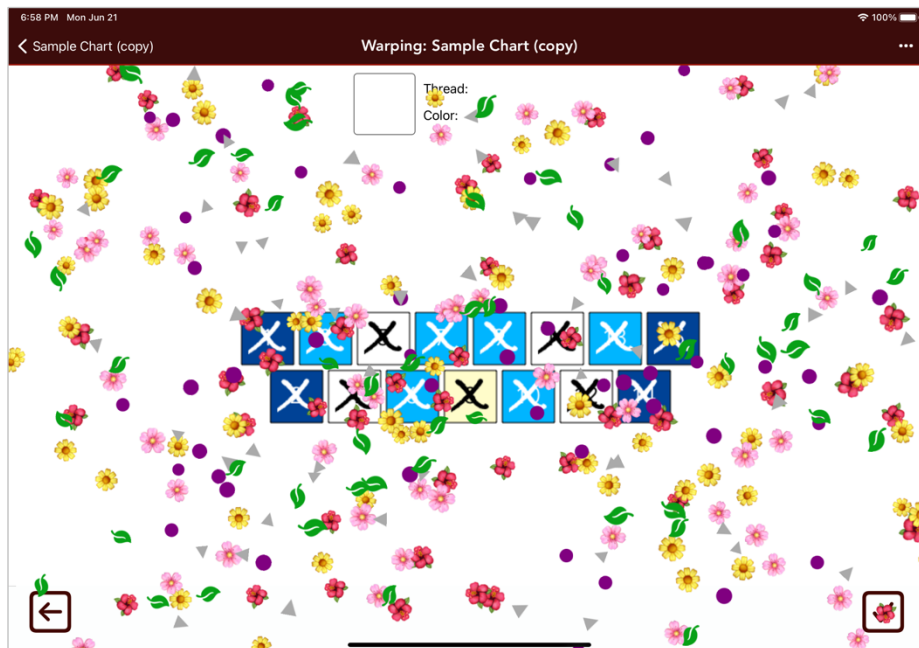 6:58 PM Mon Jun 21
100%
Sample Chart (copy)
Warping: Sample Chart (copy)
Thread:
Color: